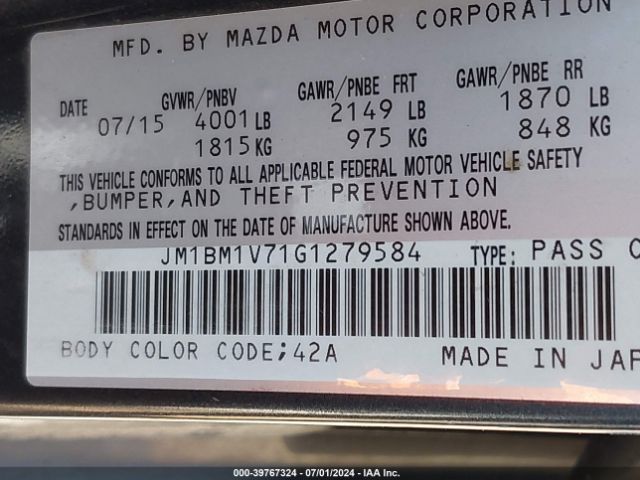 MFD. BY MAZDA MOTOR CORPORATION
DATE GVWR/PNBV GAWR/PNBE FRT GAWR/PNBE RR
07/15 4001 LB 2149 LB 1870 LB
1815 KG 975 KG 848 KG
THIS VEHICLE CONFORMS TO ALL APPLICABLE FEDERAL MOTOR VEHICLE SAFETY
,BUMPER,AND THEFT PREVENTION
STANDARDS IN EFFECT ON THE DATE OF MANUFACTURE SHOWN ABOVE.
JM1BM1V71G1279584 TYPE: PASS
BODY COLOR CODE;42A MADE IN JAP
000-39767324 - 07/01/2024 - IAA Inc.